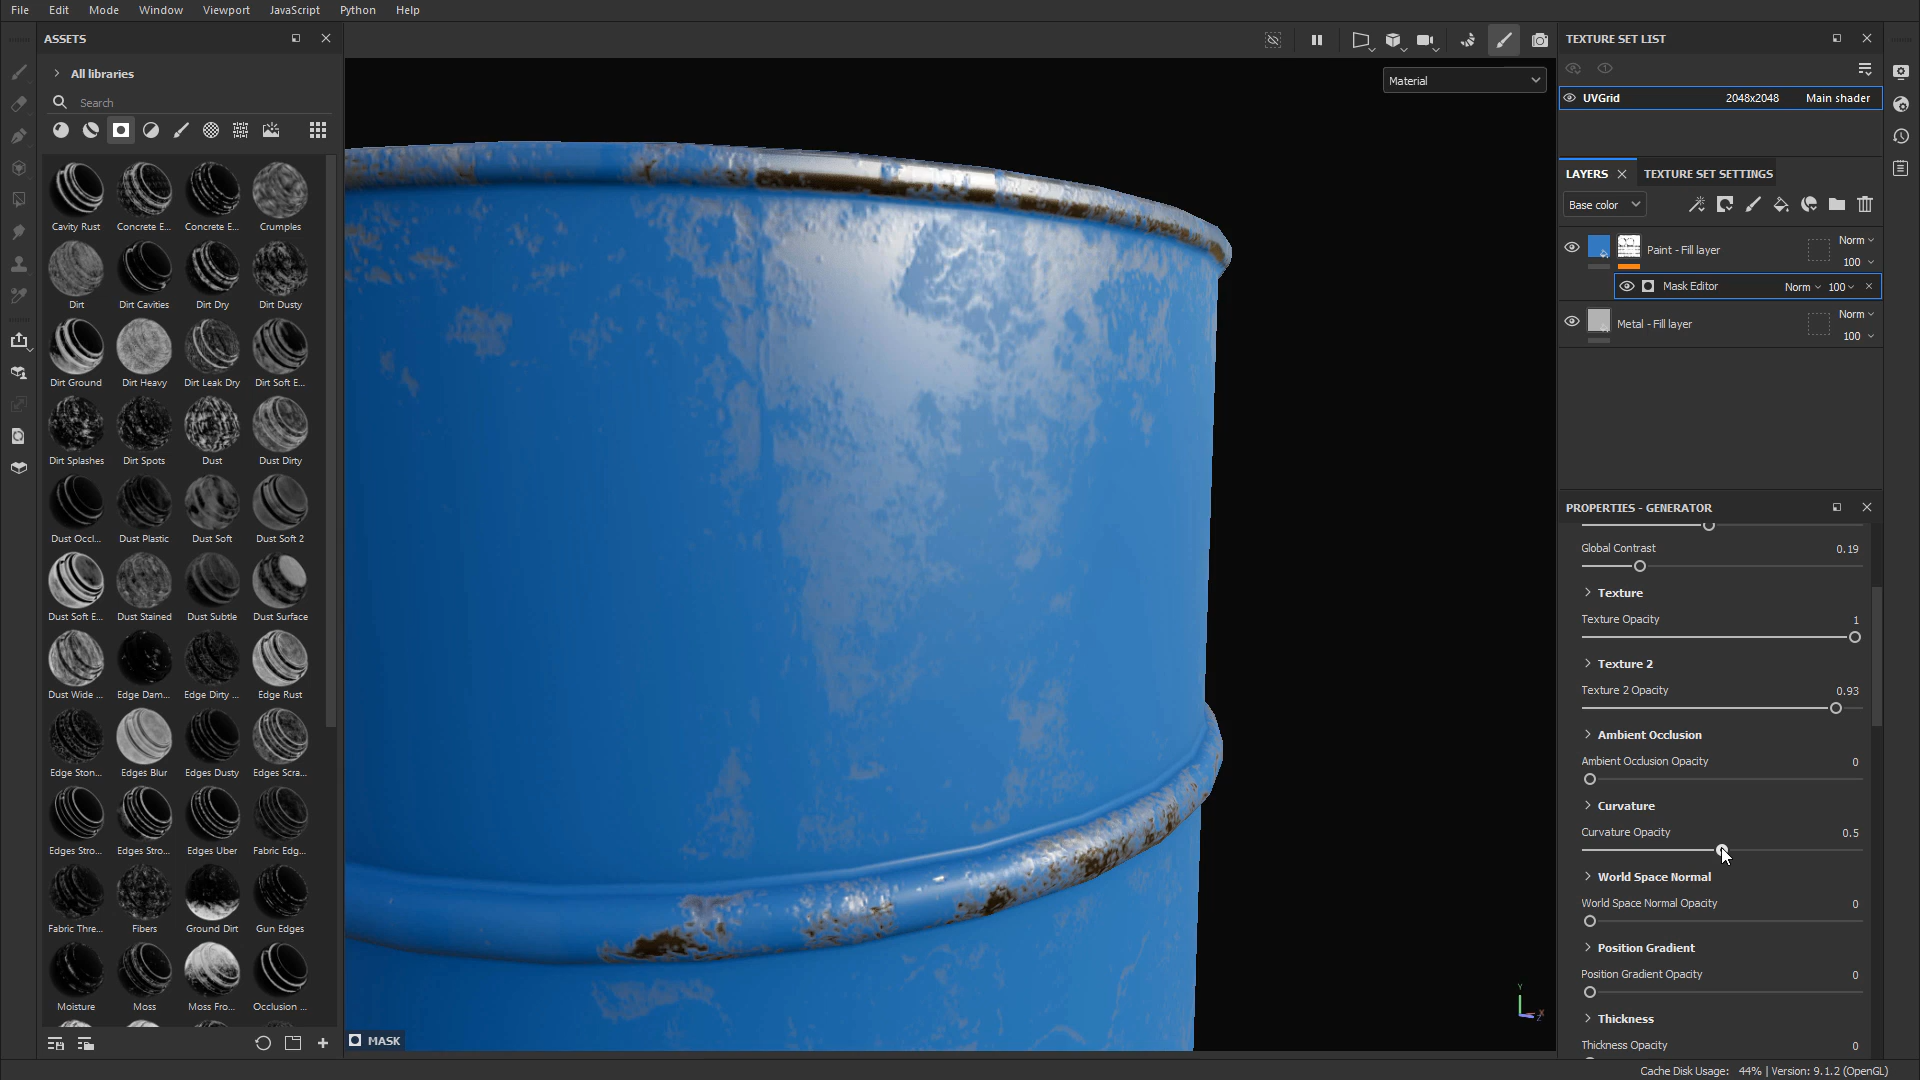 File Edit Mode Window Viewport JavaScript Python Help
ASSETS
All libraries
Search
Cavity Rust Concrete E... Concrete E... Crumples
Dirt Dirt Cavities Dirt Dry Dirt Dusty
Dirt Ground Dirt Heavy Dirt Leak Dry Dirt Soft E...
Dirt Splashes Dirt Spots Dust Dust Dirty
Dust Occl... Dust Plastic Dust Soft Dust Soft 2
Dust Soft E... Dust Stained Dust Subtle Dust Surface
Dust Wide ... Edge Dam... Edge Dirty ... Edge Rust
Edge Ston... Edges Blur Edges Dusty Edges Scra...
Edges Stro... Edges Stro... Edges Uber Fabric Edg...
Fabric Thre... Fibers Ground Dirt Gun Edges
Moisture Moss Moss Fro... Occlusion ...
Material
MASK
Y
X
Z
TEXTURE SET LIST
UVGrid 2048x2048 Main shader
LAYERS TEXTURE SET SETTINGS
Base color
Norm
Paint - Fill layer
100
Mask Editor Norm 100
Norm
Metal - Fill layer
100
PROPERTIES - GENERATOR
Global Contrast 0.19
Texture
Texture Opacity 1
Texture 2
Texture 2 Opacity 0.93
Ambient Occlusion
Ambient Occlusion Opacity 0
Curvature
Curvature Opacity 0.5
World Space Normal
World Space Normal Opacity 0
Position Gradient
Position Gradient Opacity 0
Thickness
Thickness Opacity 0
Cache Disk Usage: 44% | Version: 9.1.2 (OpenGL)